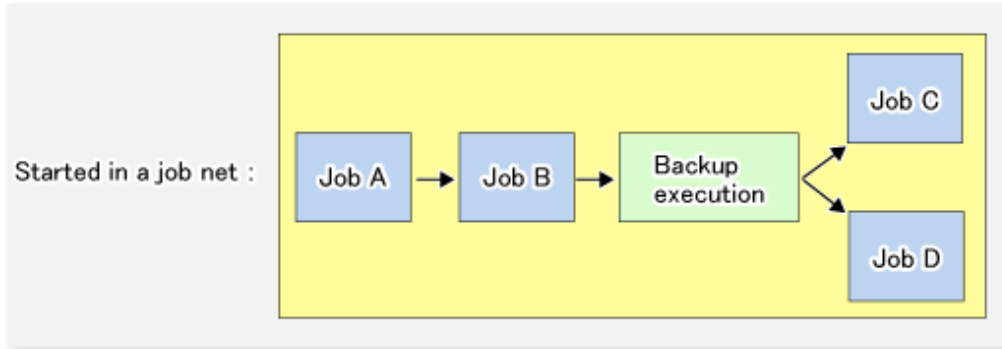 Started in a job net :
Job A
Job B
Backup
execution
Job C
Job D